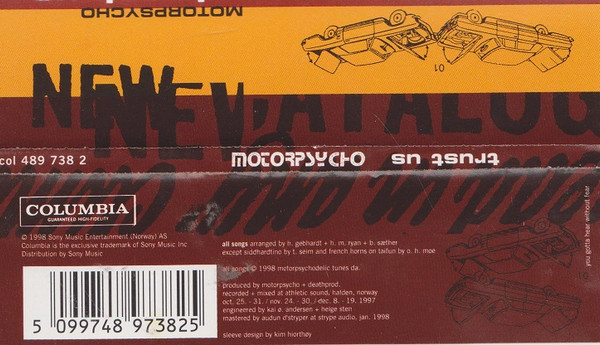 MOTORPSYCHO
01
NEW
NEW
CATALOG
col 489 738 2
MOTORPSYCHO
trust us
COLUMBIA
GUARANTEED HIGH-FIDELITY
℗ © 1998 Sony Music Entertainment (Norway) AS
Columbia is the exclusive trademark of Sony Music Inc
Distribution by Sony Music
5 099748 973825
all songs arranged by h. gebhardt + h. m. ryan + b. sæther
except siddhardtino by t. seim and french horns on taifun by o. h. moe
all songs © 1998 motorpsychodelic tunes da.
produced by motorpsycho + deathprod.
recorded + mixed at athletic sound, halden, norway
oct. 25. - 31. / nov. 24. - 30. /-dec. 8. - 19. 1997
engineered by kai ø. andersen + helge sten
mastered by audun d'stryper at strype audio, jan. 1998
sleeve design by kim hiorthøy
you gotta hear without fear